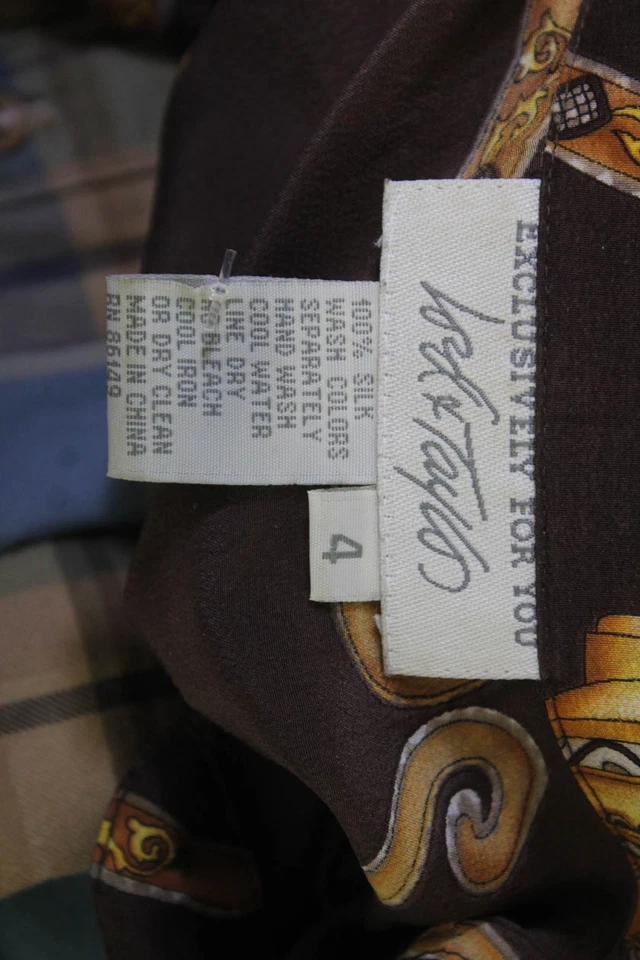 EXCLUSIVELY FOR YOU
Lord & Taylor
100% SILK
WASH COLORS
SEPARATELY
HAND WASH
COOL WATER
LINE DRY
NO BLEACH
COOL IRON
OR DRY CLEAN
MADE IN CHINA
RN 86149
4